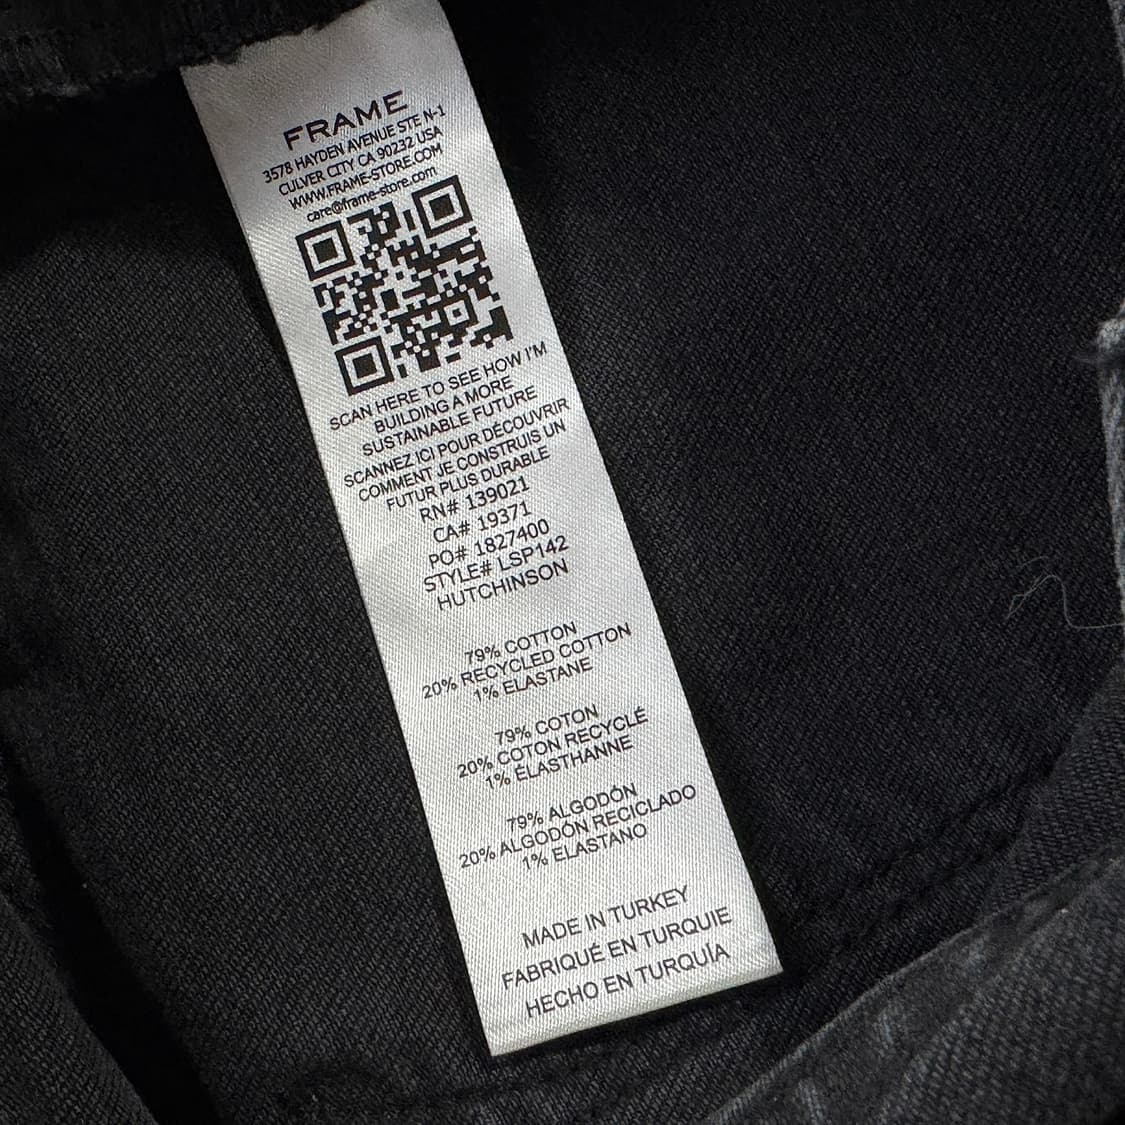 FRAME
3578 HAYDEN AVENUE STE N-1
CULVER CITY CA 90232 USA
WWW.FRAME-STORE.COM
care@frame-store.com
SCAN HERE TO SEE HOW I'M
BUILDING A MORE
SUSTAINABLE FUTURE
SCANNEZ ICI POUR DÉCOUVRIR
COMMENT JE CONSTRUIS UN
FUTUR PLUS DURABLE
RN# 139021
CA# 19371
PO# 1827400
STYLE# LSP142
HUTCHINSON
79% COTTON
20% RECYCLED COTTON
1% ELASTANE
79% COTON
20% COTON RECYCLÉ
1% ÉLASTHANNE
79% ALGODÓN
20% ALGODÓN RECICLADO
1% ELASTANO
MADE IN TURKEY
FABRIQUÉ EN TURQUIE
HECHO EN TURQUÍA